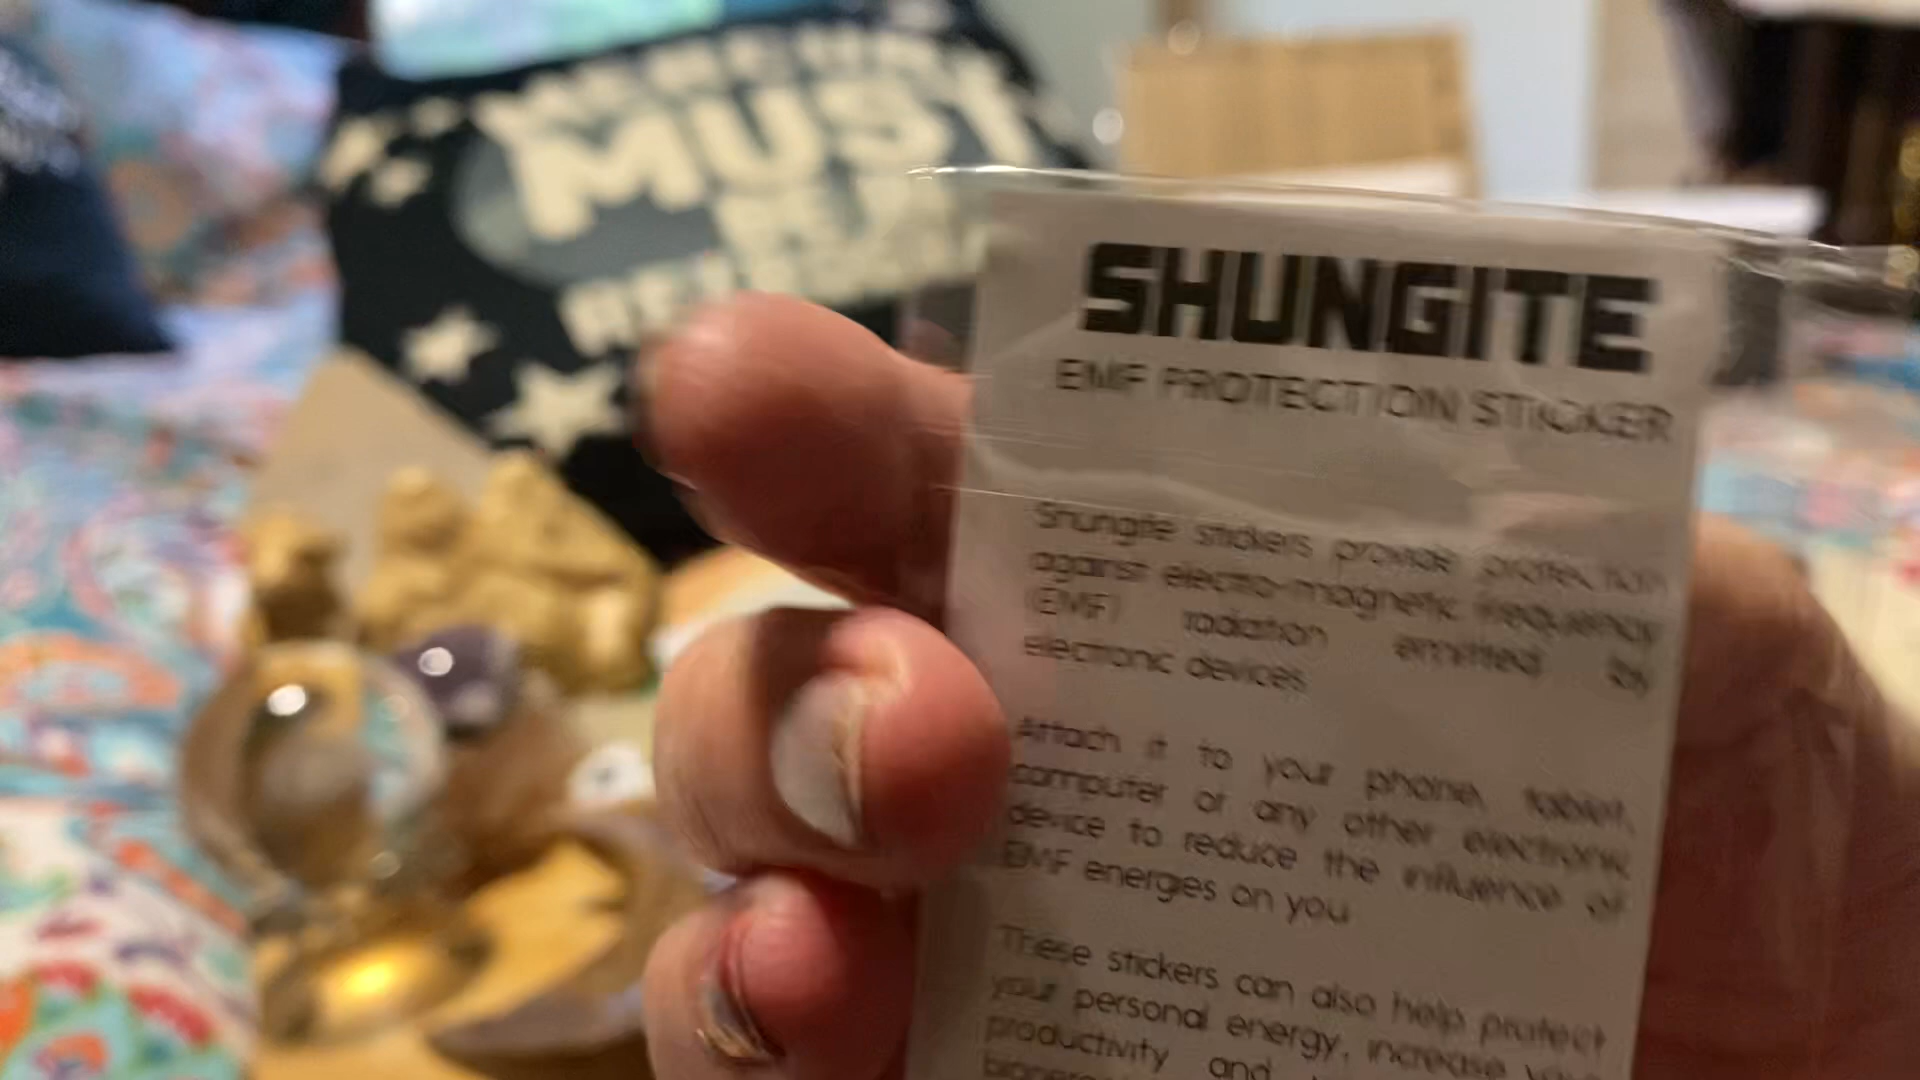 MUST
SHUNGITE
EMF PROTECTION STICKER
Shungite stickers provide protection
against electro-magnetic frequency
(EMF) radiation emitted by
electronic devices
Attach it to your phone, tablet,
computer or any other electronic
device to reduce the influence of
EMF energies on you
These stickers can also help protect
your personal energy, increase your
productivity and